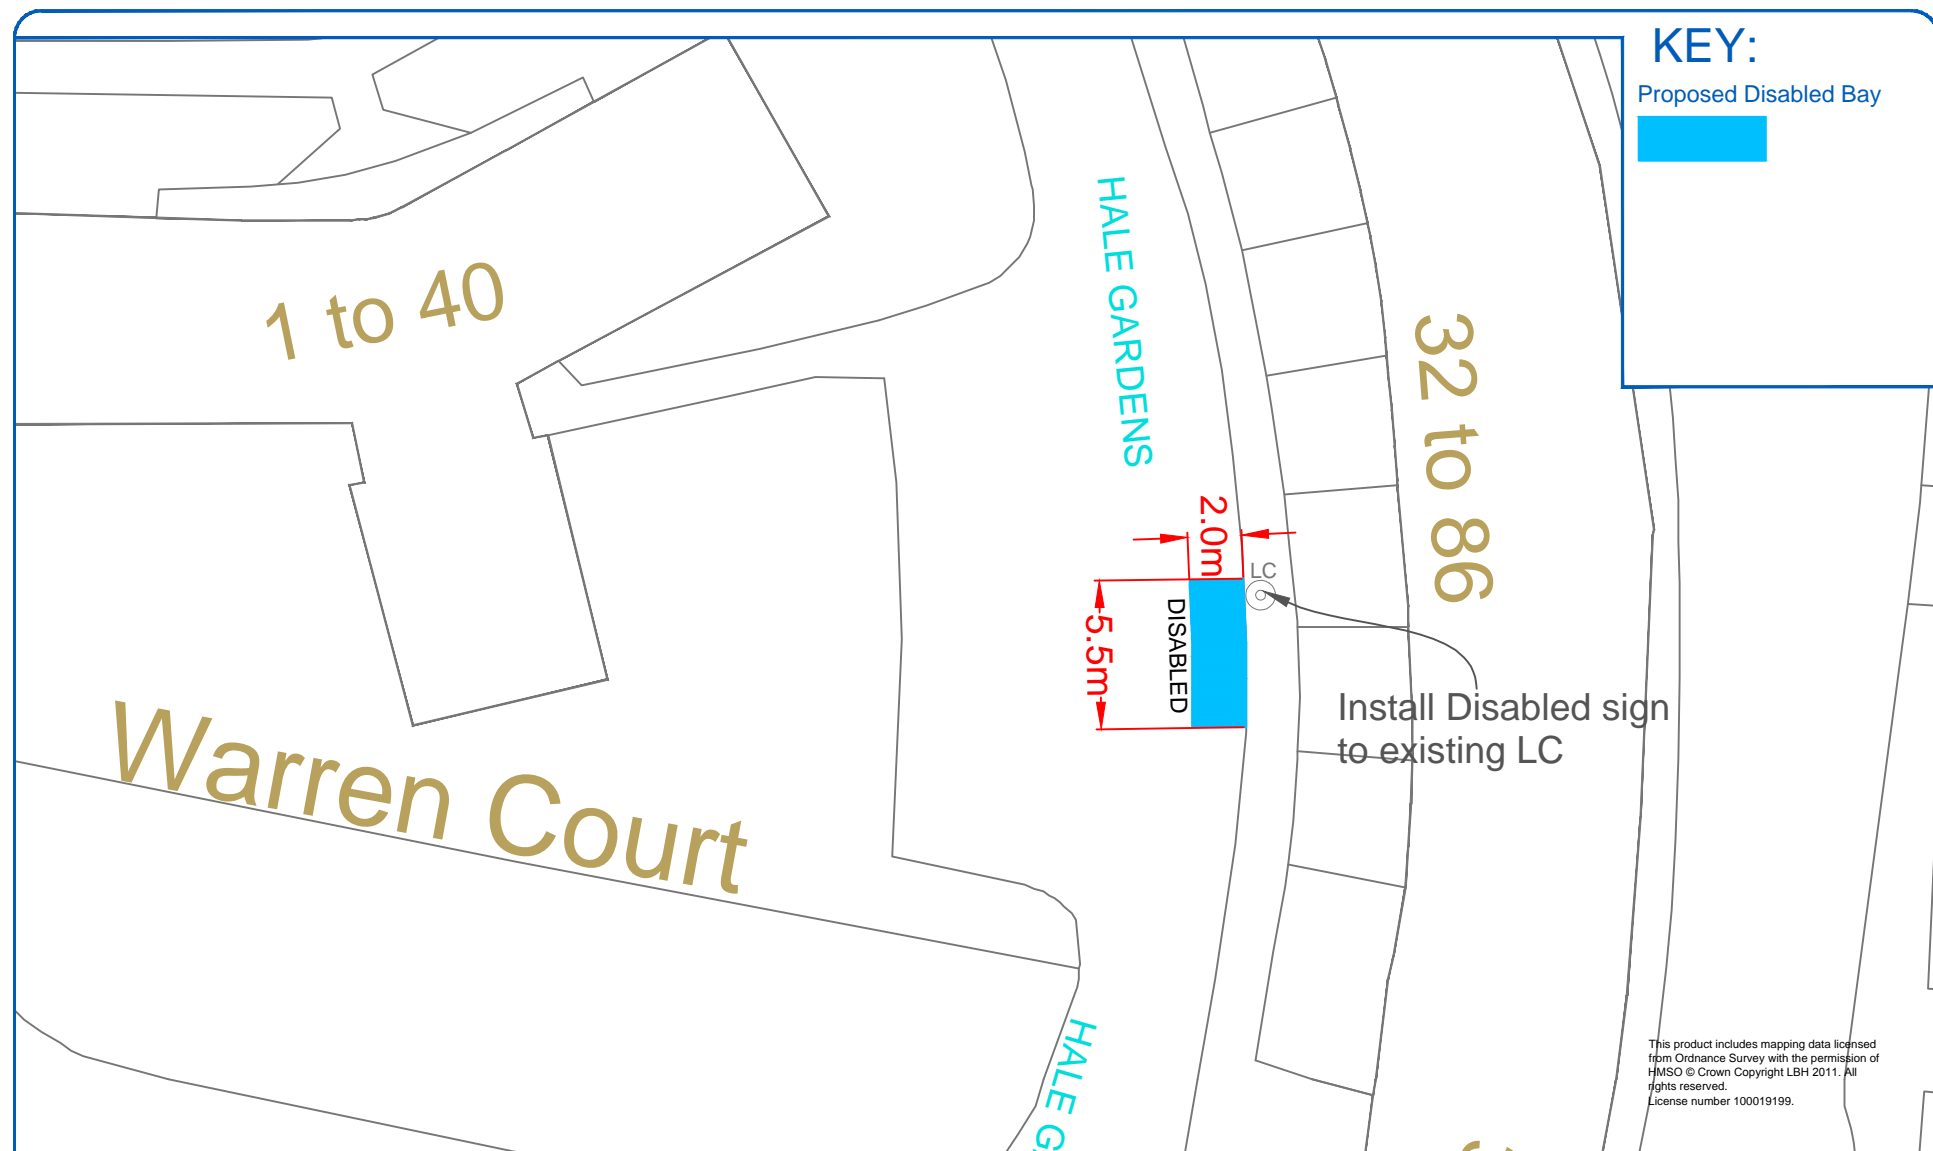 KEY:
Proposed Disabled Bay
HALE GARDENS
1 to 40
32 to 86
2.0m
LC
5.5m
DISABLED
Install Disabled sign
to existing LC
Warren Court
HALE G
This product includes mapping data licensed
from Ordnance Survey with the permission of
HMSO © Crown Copyright LBH 2011. All
rights reserved.
License number 100019199.